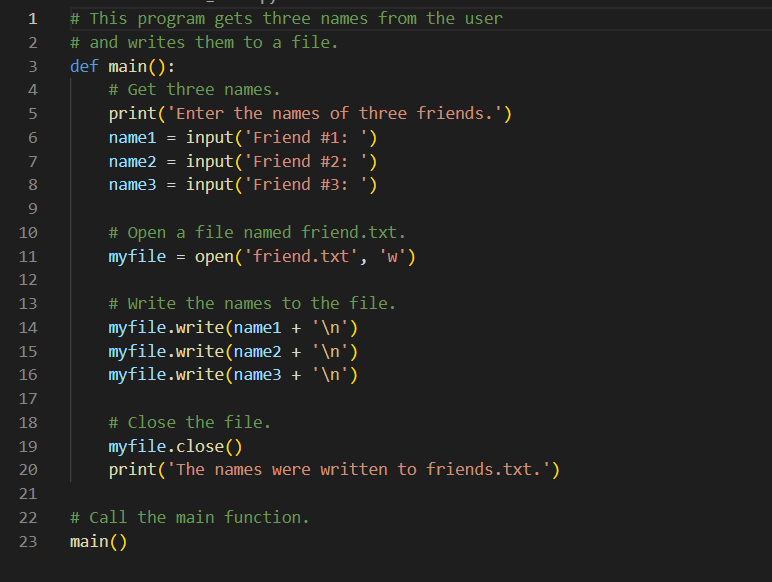 1 # This program gets three names from the user
2 # and writes them to a file.
3 def main():
4     # Get three names.
5     print('Enter the names of three friends.')
6     name1 = input('Friend #1: ')
7     name2 = input('Friend #2: ')
8     name3 = input('Friend #3: ')
9
10     # Open a file named friend.txt.
11     myfile = open('friend.txt', 'w')
12
13     # Write the names to the file.
14     myfile.write(name1 + '\n')
15     myfile.write(name2 + '\n')
16     myfile.write(name3 + '\n')
17
18     # Close the file.
19     myfile.close()
20     print('The names were written to friends.txt.')
21
22 # Call the main function.
23 main()